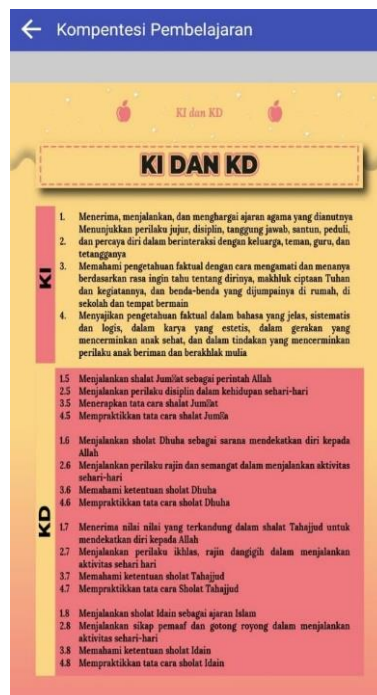 Kompentesi Pembelajaran
KI dan KD
KI DAN KD
KI
1. Menerima, menjalankan, dan menghargai ajaran agama yang dianutnya
Menunjukkan perilaku jujur, disiplin, tanggung jawab, santun, peduli,
2. dan percaya diri dalam berinteraksi dengan keluarga, teman, guru, dan
tetangganya
3. Memahami pengetahuan faktual dengan cara mengamati dan menanya
berdasarkan rasa ingin tahu tentang dirinya, makhluk ciptaan Tuhan
dan kegiatannya, dan benda-benda yang dijumpainya di rumah, di
sekolah dan tempat bermain
4. Menyajikan pengetahuan faktual dalam bahasa yang jelas, sistematis
dan logis, dalam karya yang estetis, dalam gerakan yang
mencerminkan anak sehat, dan dalam tindakan yang mencerminkan
perilaku anak beriman dan berakhlak mulia
KD
1.5 Menjalankan shalat Jum'at sebagai perintah Allah
2.5 Menjalankan perilaku disiplin dalam kehidupan sehari-hari
3.5 Menerapkan tata cara shalat Jum'at
4.5 Mempraktikkan tata cara shalat Jum'a
1.6 Menjalankan sholat Dhuha sebagai sarana mendekatkan diri kepada
Allah
2.6 Menjalankan perilaku rajin dan semangat dalam menjalankan aktivitas
sehari-hari
3.6 Memahami ketentuan sholat Dhuha
4.6 Mempraktikkan tata cara shalat Dhuha
1.7 Menerima nilai nilai yang terkandung dalam shalat Tahajjud untuk
mendekatkan diri kepada Allah
2.7 Menjalankan perilaku ikhlas, rajin dangigih dalam menjalankan
aktivitas sehari hari
3.7 Memahami ketentuan sholat Tahajjud
4.7 Mempraktikkan tata cara Sholat Tahajjud
1.8 Menjalankan sholat Idain sebagai ajaran Islam
2.8 Menjalankan sikap pemaaf dan gotong royong dalam menjalankan
aktivitas sehari-hari
3.8 Memahami ketentuan sholat Idain
4.8 Mempraktikkan tata cara sholat Idain